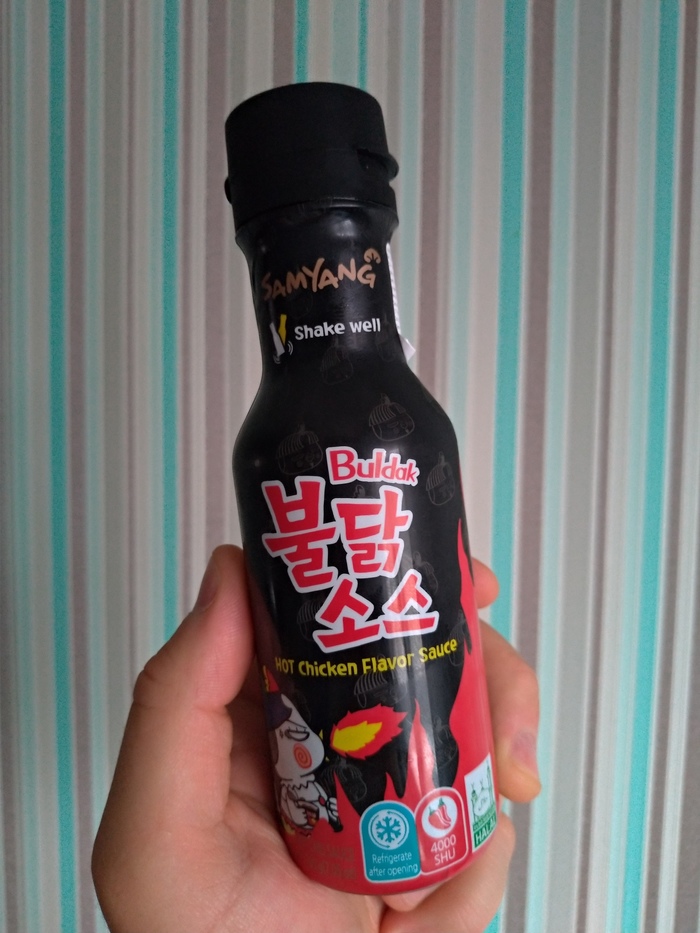 SAMYANG
Shake well
Buldak
불닭
소스
HOT Chicken Flavor Sauce
Refrigerate
after opening
4000
SHU
HALAL